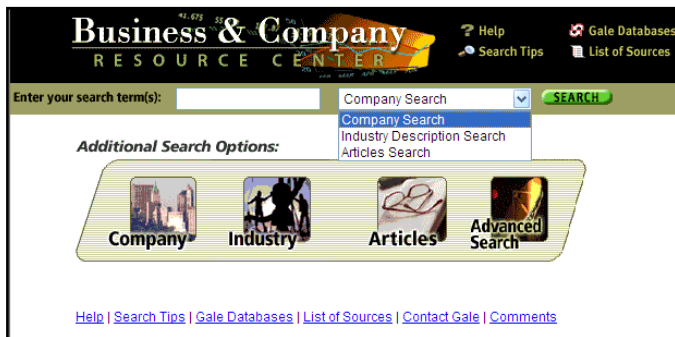 Business & Company
RESOURCE CENTER
? Help
Search Tips
Gale Databases
List of Sources
Enter your search term(s):
Company Search
SEARCH
Company Search
Industry Description Search
Articles Search
Additional Search Options:
Company
Industry
Articles
Advanced
Search
Help | Search Tips | Gale Databases | List of Sources | Contact Gale | Comments